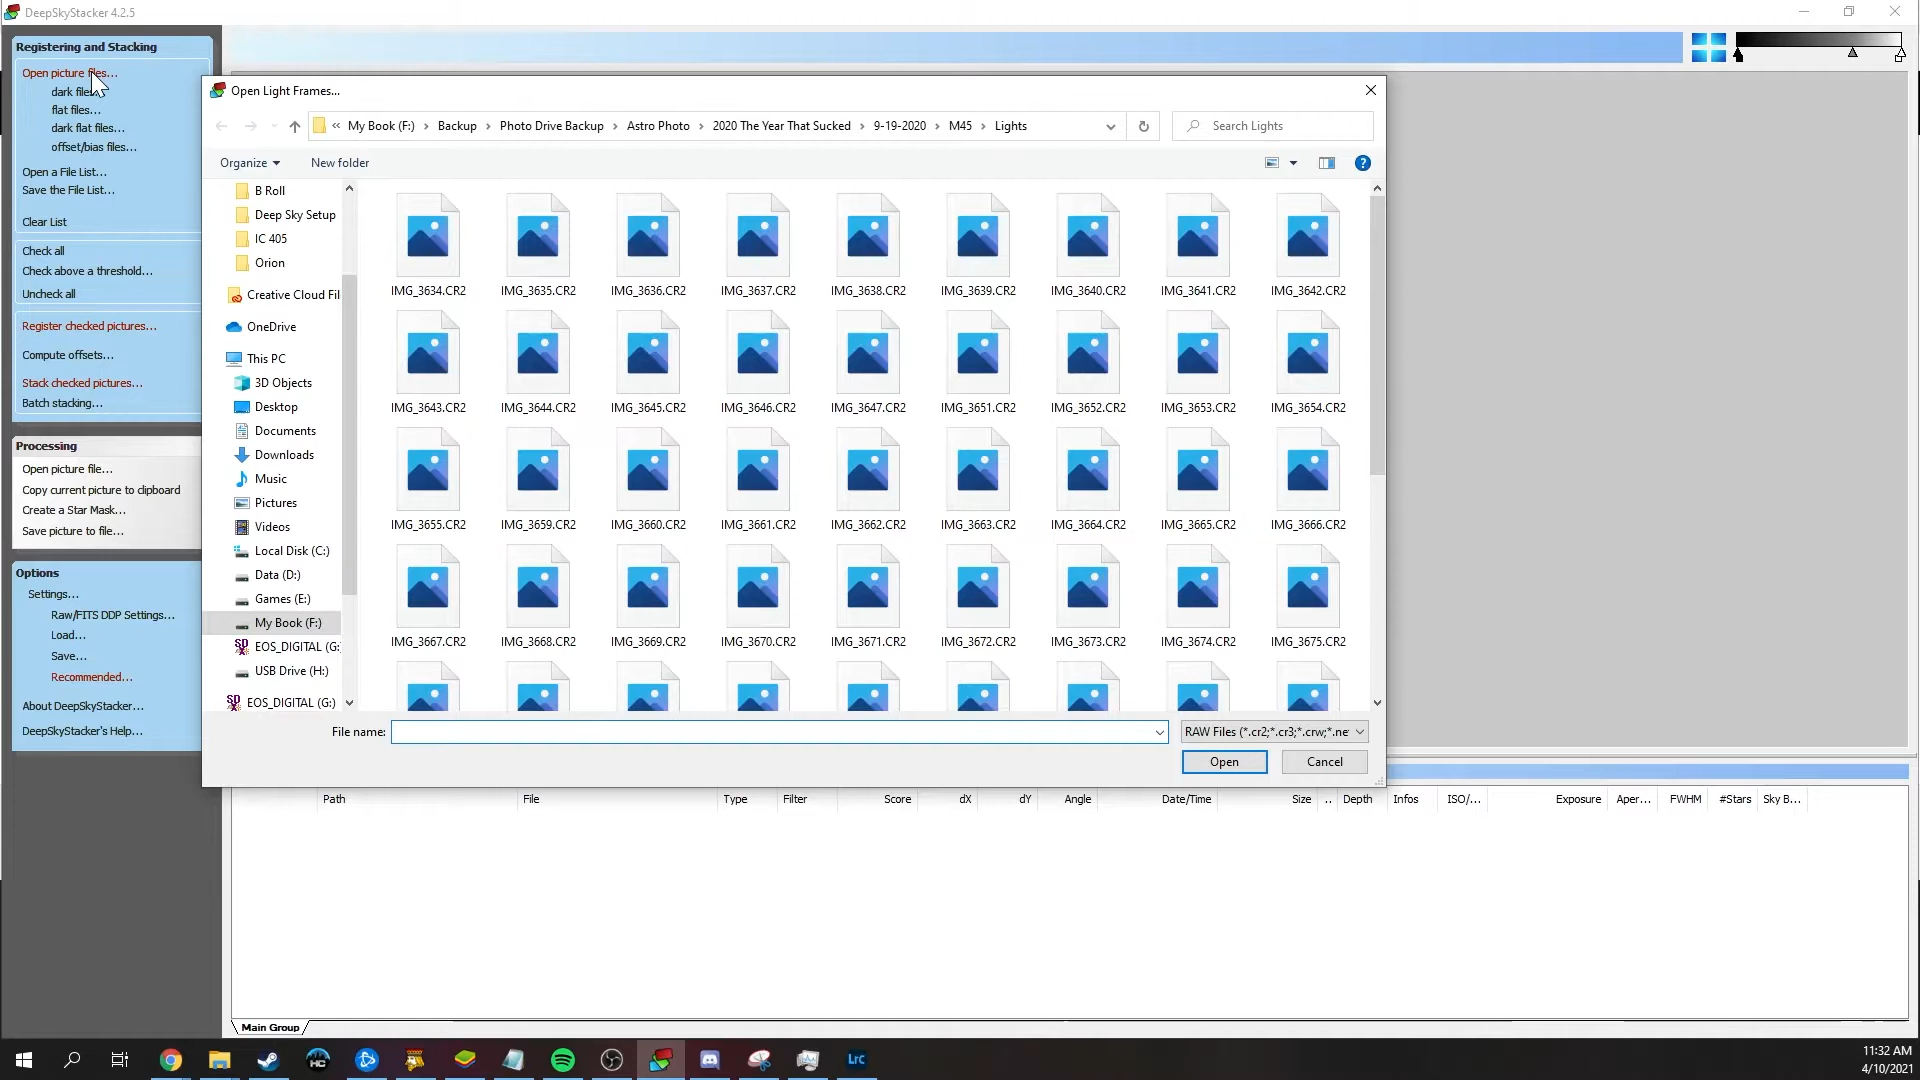 DeepSkyStacker 4.2.5
Registering and Stacking
Open picture files...
dark files...
flat files...
dark flat files...
offset/bias files...
Open a File List...
Save the File List...
Clear List
Check all
Check above a threshold...
Uncheck all
Register checked pictures...
Compute offsets...
Stack checked pictures...
Batch stacking...
Processing
Open picture file...
Copy current picture to clipboard
Create a Star Mask...
Save picture to file...
Options
Settings...
Raw/FITS DDP Settings...
Load...
Save...
Recommended...
About DeepSkyStacker...
DeepSkyStacker's Help...
Open Light Frames...
« My Book (F:) › Backup › Photo Drive Backup › Astro Photo › 2020 The Year That Sucked › 9-19-2020 › M45 › Lights
Search Lights
Organize
New folder
B Roll
Deep Sky Setup
IC 405
Orion
Creative Cloud Fil
OneDrive
This PC
3D Objects
Desktop
Documents
Downloads
Music
Pictures
Videos
Local Disk (C:)
Data (D:)
Games (E:)
My Book (F:)
EOS_DIGITAL (G:
USB Drive (H:)
EOS_DIGITAL (G:)
IMG_3634.CR2 IMG_3635.CR2 IMG_3636.CR2 IMG_3637.CR2 IMG_3638.CR2 IMG_3639.CR2 IMG_3640.CR2 IMG_3641.CR2 IMG_3642.CR2
IMG_3643.CR2 IMG_3644.CR2 IMG_3645.CR2 IMG_3646.CR2 IMG_3647.CR2 IMG_3651.CR2 IMG_3652.CR2 IMG_3653.CR2 IMG_3654.CR2
IMG_3655.CR2 IMG_3659.CR2 IMG_3660.CR2 IMG_3661.CR2 IMG_3662.CR2 IMG_3663.CR2 IMG_3664.CR2 IMG_3665.CR2 IMG_3666.CR2
IMG_3667.CR2 IMG_3668.CR2 IMG_3669.CR2 IMG_3670.CR2 IMG_3671.CR2 IMG_3672.CR2 IMG_3673.CR2 IMG_3674.CR2 IMG_3675.CR2
File name:
RAW Files (*.cr2;*.cr3;*.crw;*.ne
Open
Cancel
Path File Type Filter Score dX dY Angle Date/Time Size .. Depth Infos ISO/... Exposure Aper... FWHM #Stars Sky B...
Main Group
HC
Lrc
11:32 AM
4/10/2021